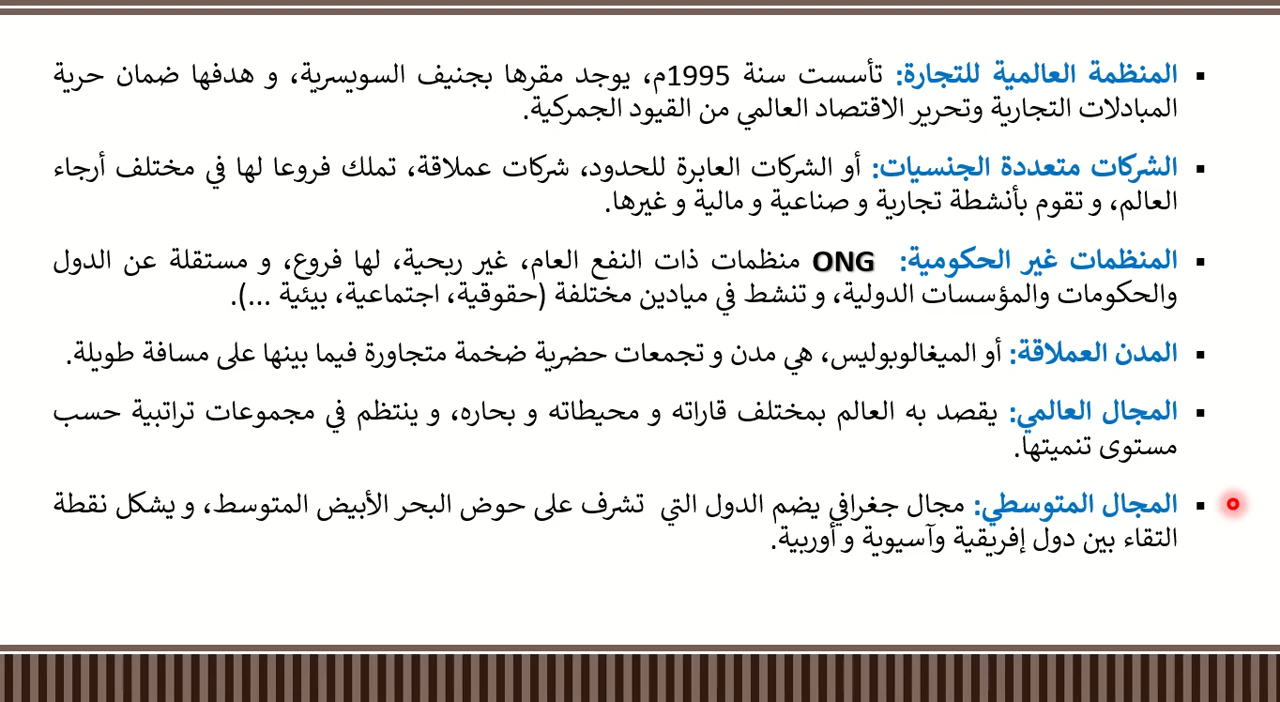 ▪ المنظمة العالمية للتجارة: تأسست سنة 1995م، يوجد مقرها بجنيف السويسرية، و هدفها ضمان حرية
المبادلات التجارية وتحرير الاقتصاد العالمي من القيود الجمركية.
▪ الشركات متعددة الجنسيات: أو الشركات العابرة للحدود، شركات عملاقة، تملك فروعا لها في مختلف أرجاء
العالم، و تقوم بأنشطة تجارية و صناعية و مالية و غيرها.
▪ المنظمات غير الحكومية: ONG منظمات ذات النفع العام، غير ربحية، لها فروع، و مستقلة عن الدول
والحكومات والمؤسسات الدولية، و تنشط في ميادين مختلفة (حقوقية، اجتماعية، بيئية ...).
▪ المدن العملاقة: أو الميغالوبوليس، هي مدن و تجمعات حضرية ضخمة متجاورة فيما بينها على مسافة طويلة.
▪ المجال العالمي: يقصد به العالم بمختلف قاراته و محيطاته و بحاره، و ينتظم في مجموعات تراتبية حسب
مستوى تنميتها.
▪ المجال المتوسطي: مجال جغرافي يضم الدول التي تشرف على حوض البحر الأبيض المتوسط، و يشكل نقطة
التقاء بين دول إفريقية وآسيوية و أوربية.